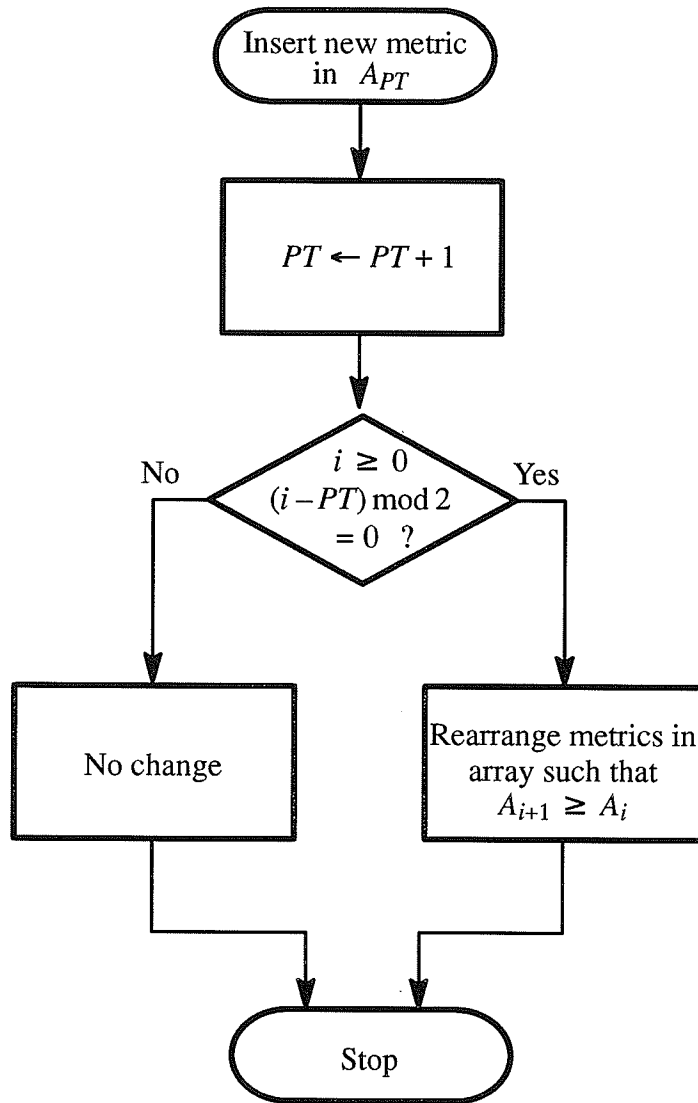 Insert new metric
in A_PT
PT ← PT + 1
No
Yes
i ≥ 0
(i – PT) mod 2
= 0 ?
No change
Rearrange metrics in
array such that
A_{i+1} ≥ A_i
Stop